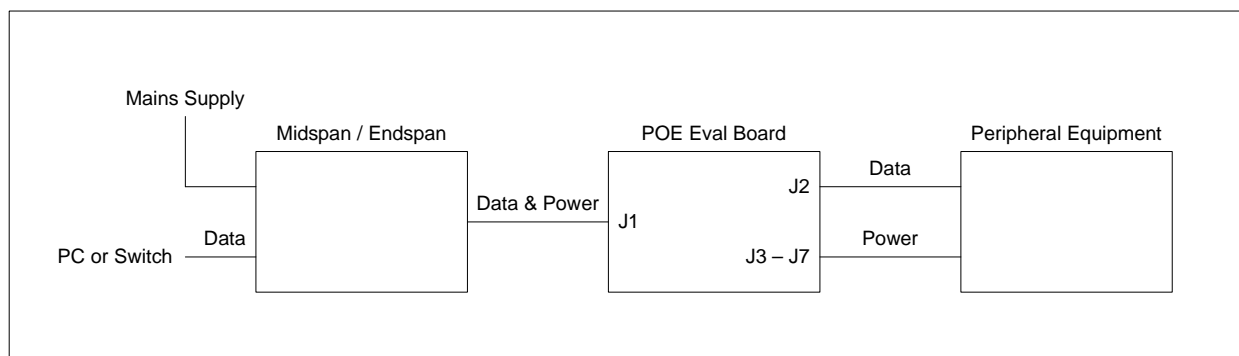 Mains Supply
Midspan / Endspan
POE Eval Board
Peripheral Equipment
J2
Data
Data & Power
J1
Data
PC or Switch
J3 – J7
Power